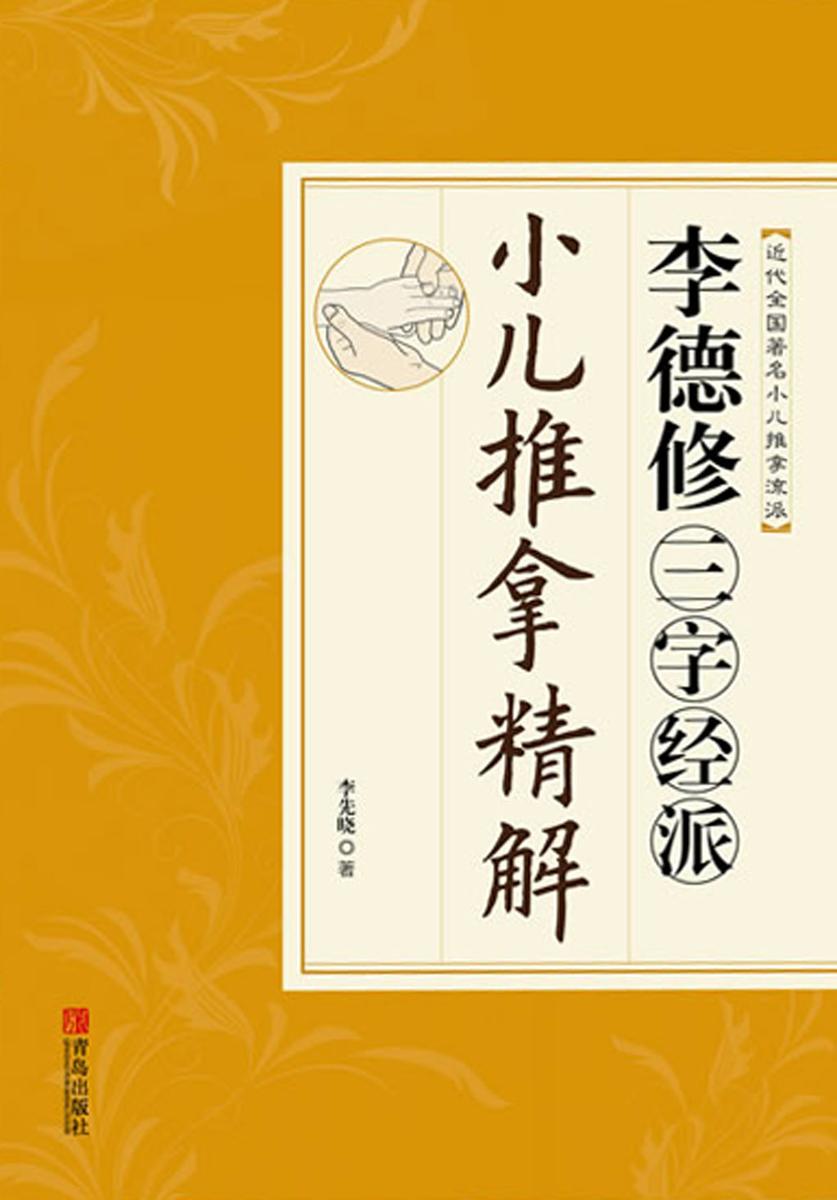 近代全国著名小儿推拿流派
李德修三字经派
小儿推拿精解
李先晓○著
青岛出版社